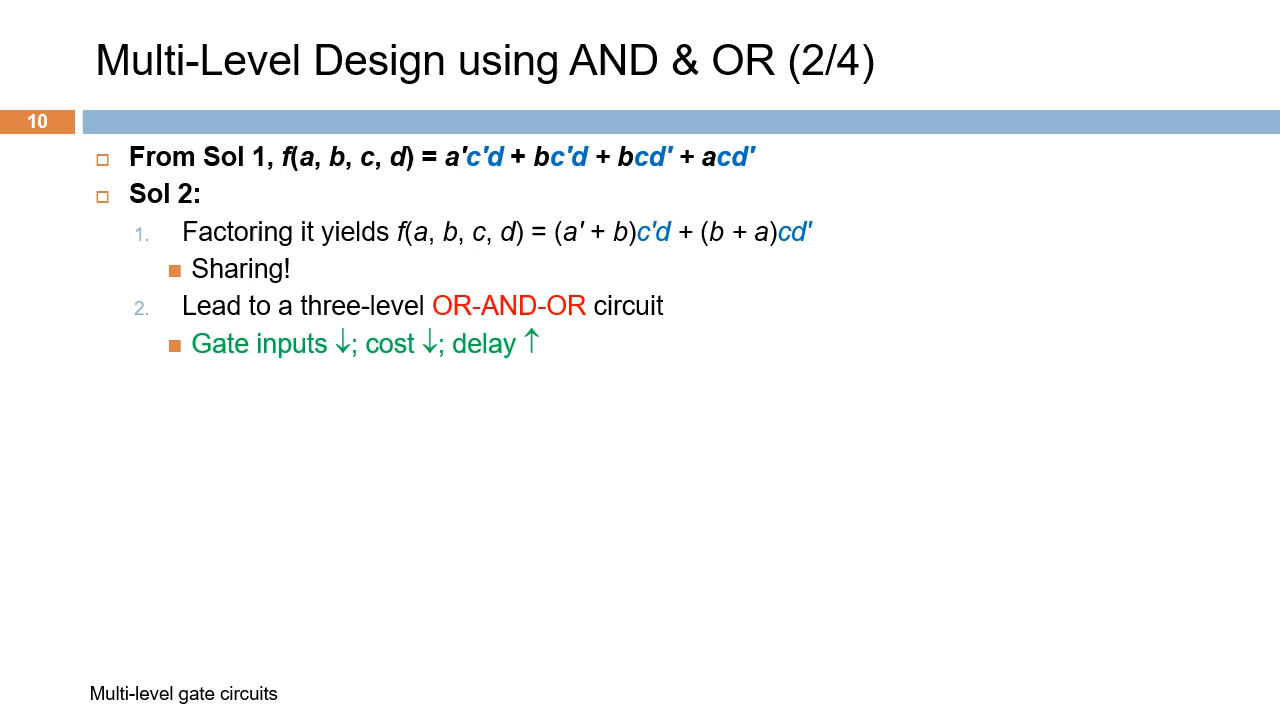 Multi-Level Design using AND & OR (2/4)
10
From Sol 1, f(a, b, c, d) = a′c′d + bc′d + bcd′ + acd′
Sol 2:
1. Factoring it yields f(a, b, c, d) = (a′ + b)c′d + (b + a)cd′
Sharing!
2. Lead to a three-level OR-AND-OR circuit
Gate inputs ↓; cost ↓; delay ↑
Multi-level gate circuits